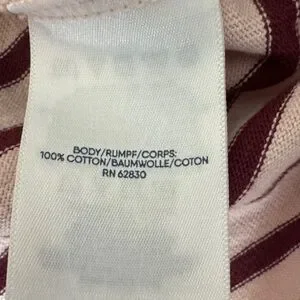 BODY/RUMPF/CORPS:
100% COTTON/BAUMWOLLE/COTON
RN 62830